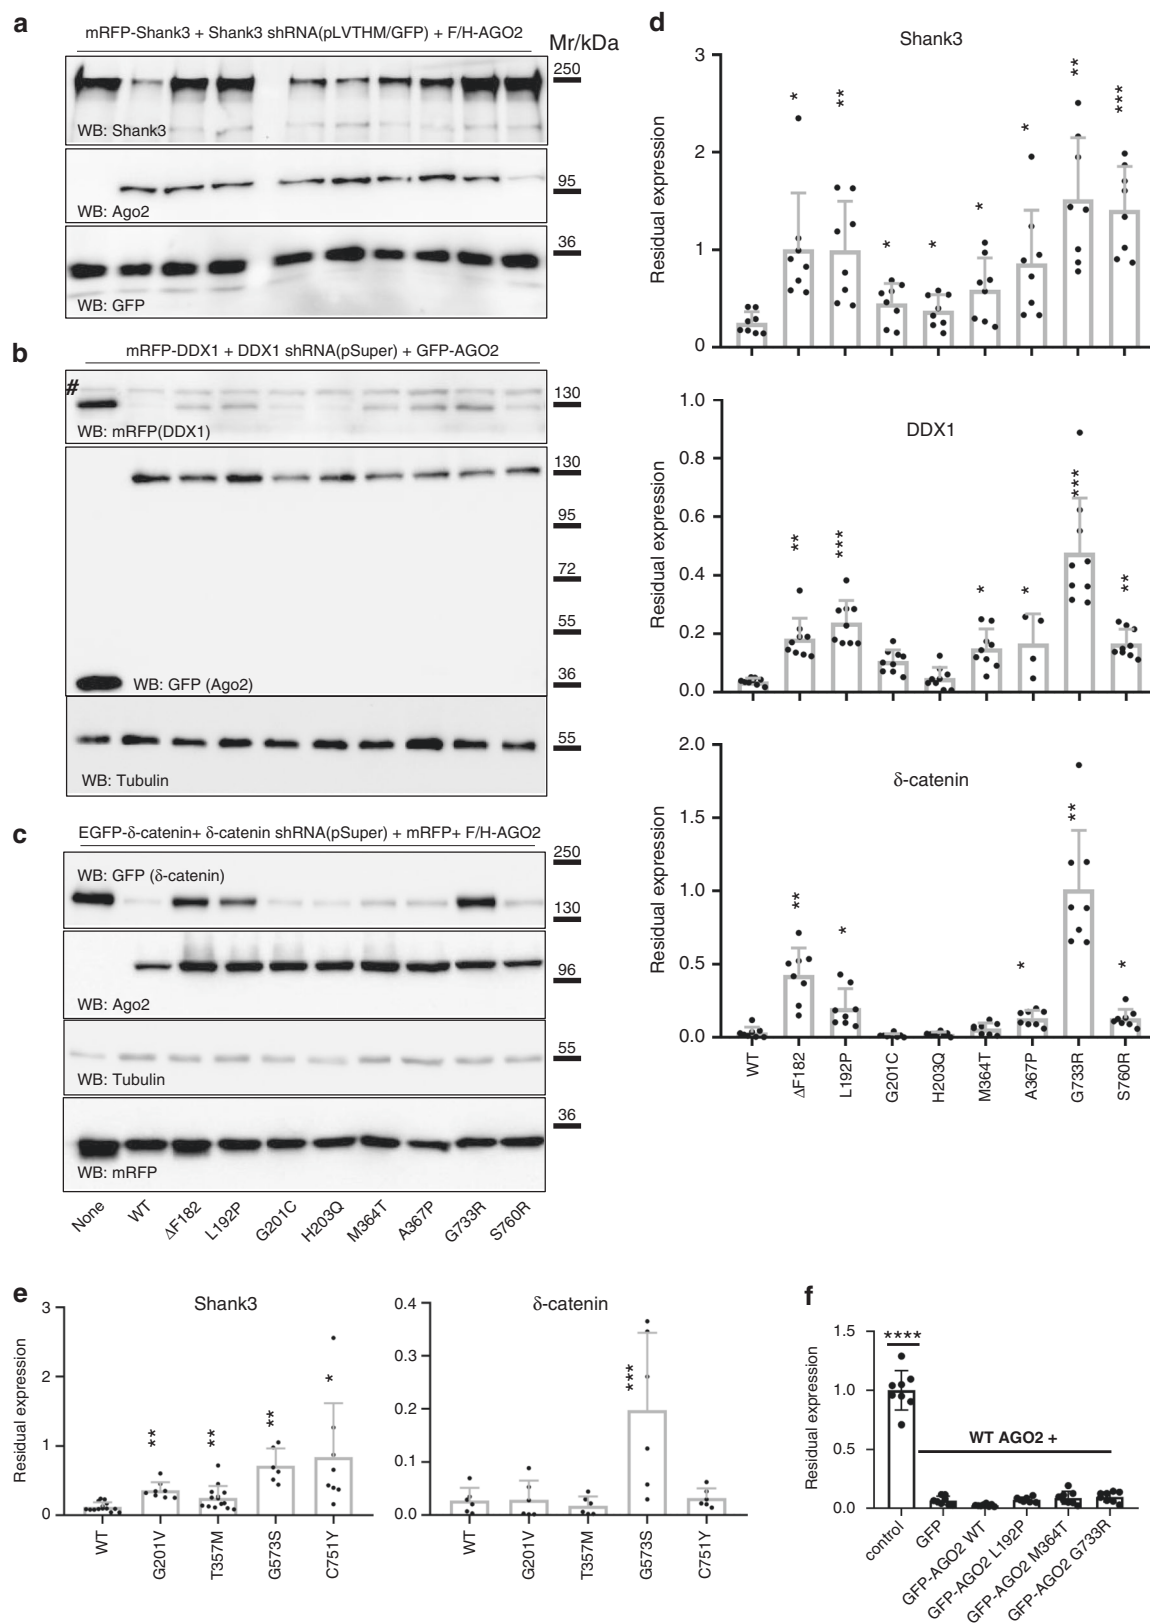 a
mRFP-Shank3 + Shank3 shRNA(pLVTHM/GFP) + F/H-AGO2
Mr/kDa
250
WB: Shank3
95
WB: Ago2
36
WB: GFP
b
mRFP-DDX1 + DDX1 shRNA(pSuper) + GFP-AGO2
#
130
WB: mRFP(DDX1)
130
95
72
55
36
WB: GFP (Ago2)
55
WB: Tubulin
c
EGFP-δ-catenin+ δ-catenin shRNA(pSuper) + mRFP+ F/H-AGO2
250
WB: GFP (δ-catenin)
130
96
WB: Ago2
55
WB: Tubulin
36
WB: mRFP
None WT ΔF182 L192P G201C H203Q M364T A367P G733R S760R
d
Shank3
Residual expression
3
2
1
0
* ** * * * * ** ***
DDX1
Residual expression
1.0
0.8
0.6
0.4
0.2
0.0
** *** * * *** **
δ-catenin
Residual expression
2.0
1.5
1.0
0.5
0.0
** * * ** *
WT ΔF182 L192P G201C H203Q M364T A367P G733R S760R
e
Shank3
Residual expression
3
2
1
0
** ** ** *
WT G201V T357M G573S C751Y
δ-catenin
0.4
0.3
0.2
0.1
0.0
***
WT G201V T357M G573S C751Y
f
Residual expression
1.5
1.0
0.5
0.0
****
WT AGO2 +
control GFP GFP-AGO2 WT GFP-AGO2 L192P GFP-AGO2 M364T GFP-AGO2 G733R